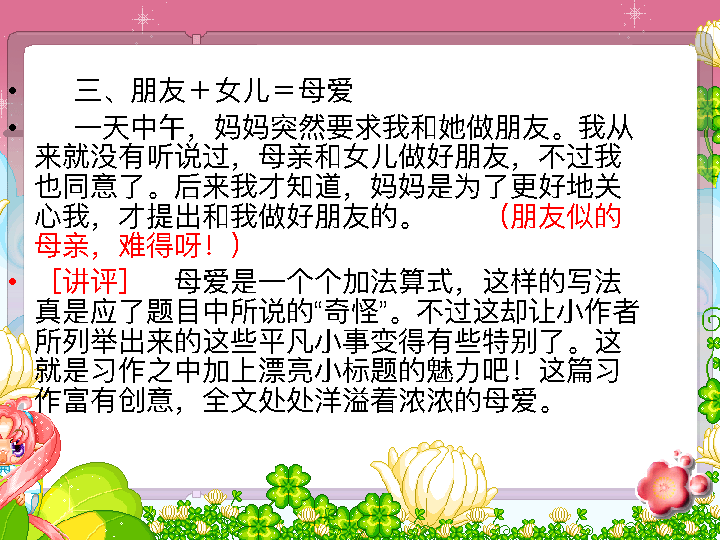 • 三、朋友＋女儿＝母爱
• 一天中午，妈妈突然要求我和她做朋友。我从
来就没有听说过，母亲和女儿做好朋友，不过我
也同意了。后来我才知道，妈妈是为了更好地关
心我，才提出和我做好朋友的。 （朋友似的
母亲，难得呀！）
• ［讲评］ 母爱是一个个加法算式，这样的写法
真是应了题目中所说的“奇怪”。不过这却让小作者
所列举出来的这些平凡小事变得有些特别了。这
就是习作之中加上漂亮小标题的魅力吧！这篇习
作富有创意，全文处处洋溢着浓浓的母爱。